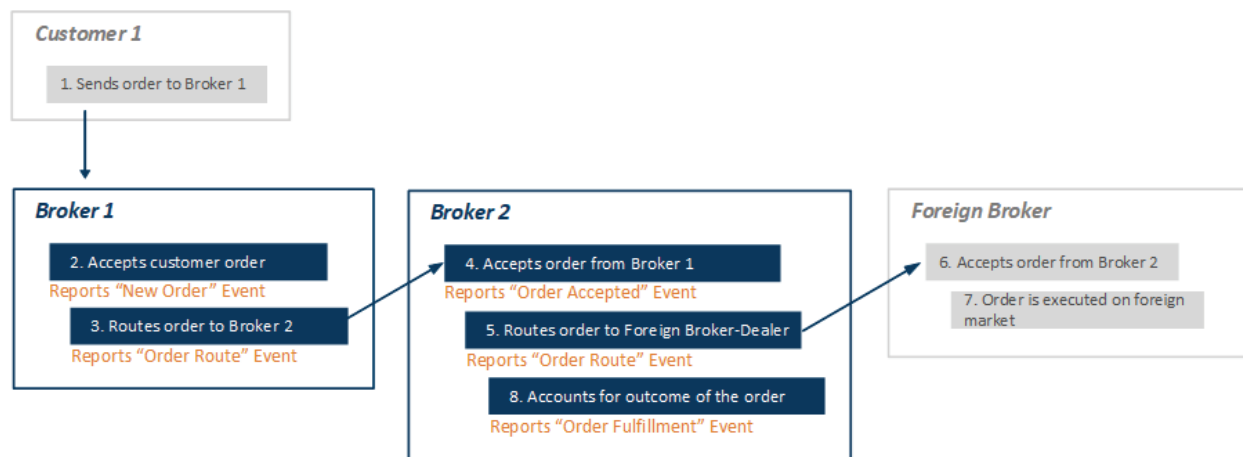 Customer 1
1. Sends order to Broker 1
Broker 1
2. Accepts customer order
Reports “New Order” Event
3. Routes order to Broker 2
Reports “Order Route” Event
Broker 2
4. Accepts order from Broker 1
Reports “Order Accepted” Event
5. Routes order to Foreign Broker-Dealer
Reports “Order Route” Event
8. Accounts for outcome of the order
Reports “Order Fulfillment” Event
Foreign Broker
6. Accepts order from Broker 2
7. Order is executed on foreign
market